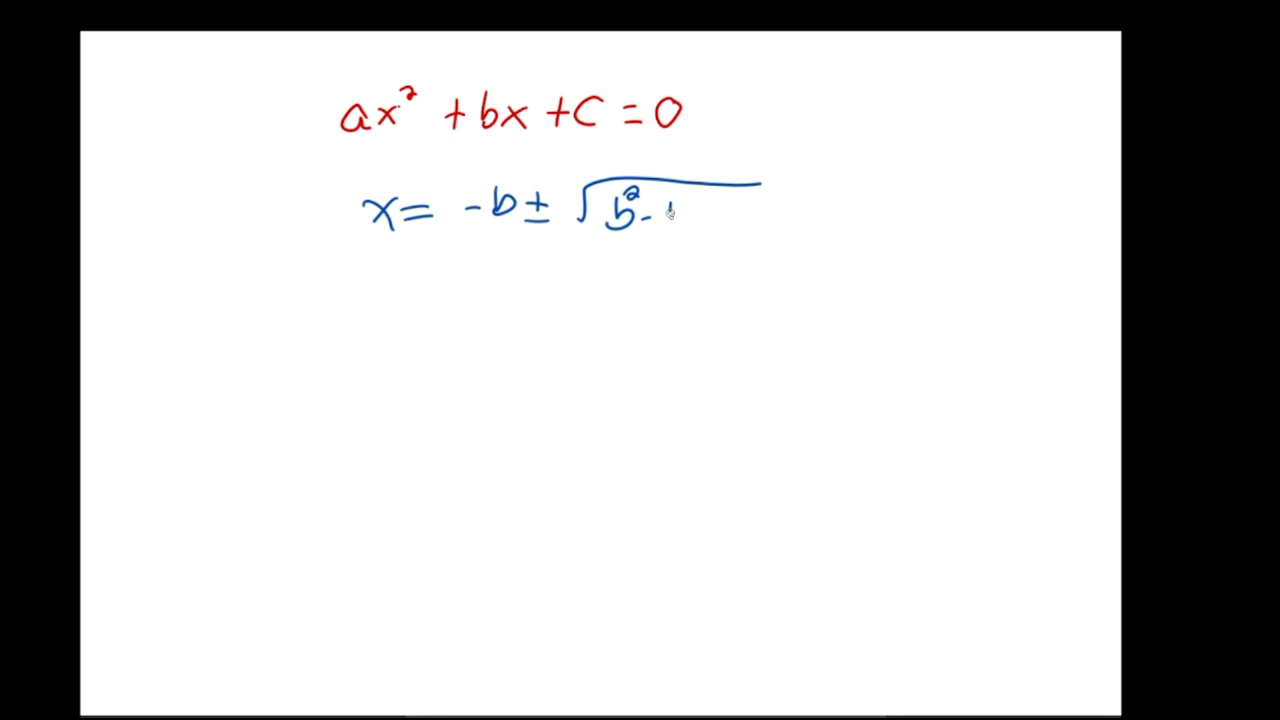 ax² + bx + c = 0
x = -b ± √(b² -